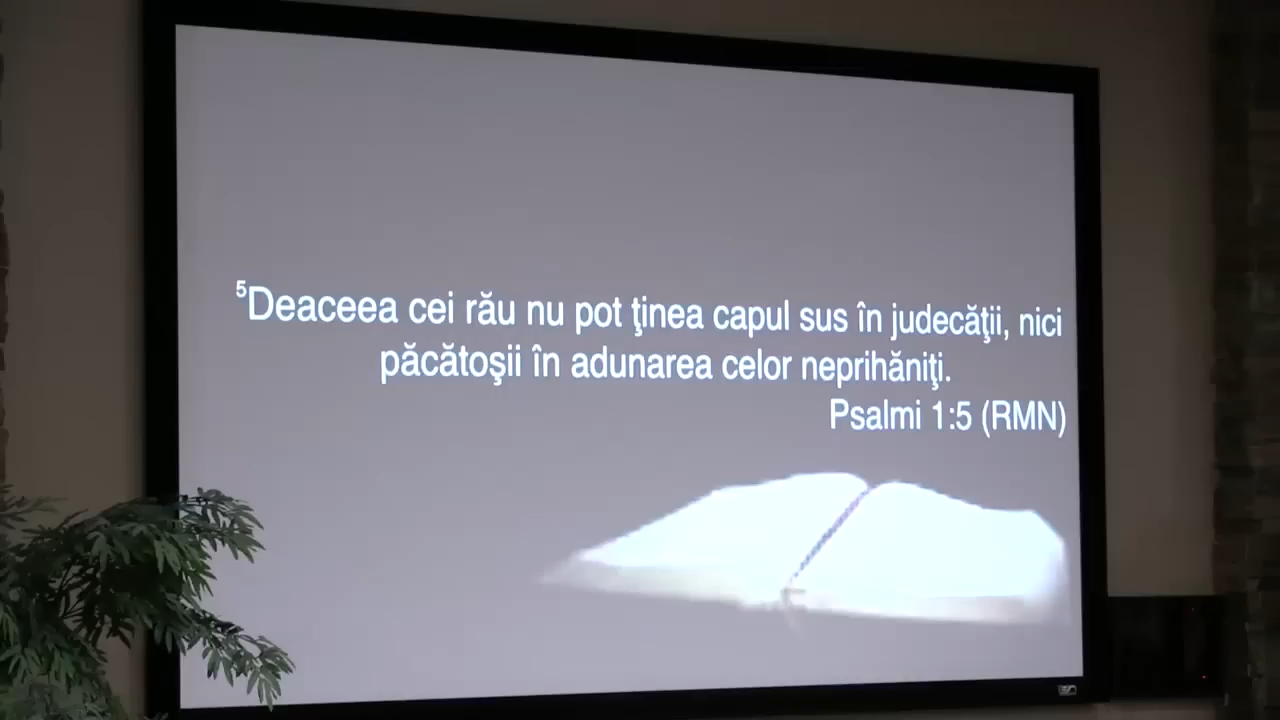 ⁵Deaceea cei rău nu pot ţinea capul sus în judecăţii, nici
păcătoşii în adunarea celor neprihăniţi.
Psalmi 1:5 (RMN)